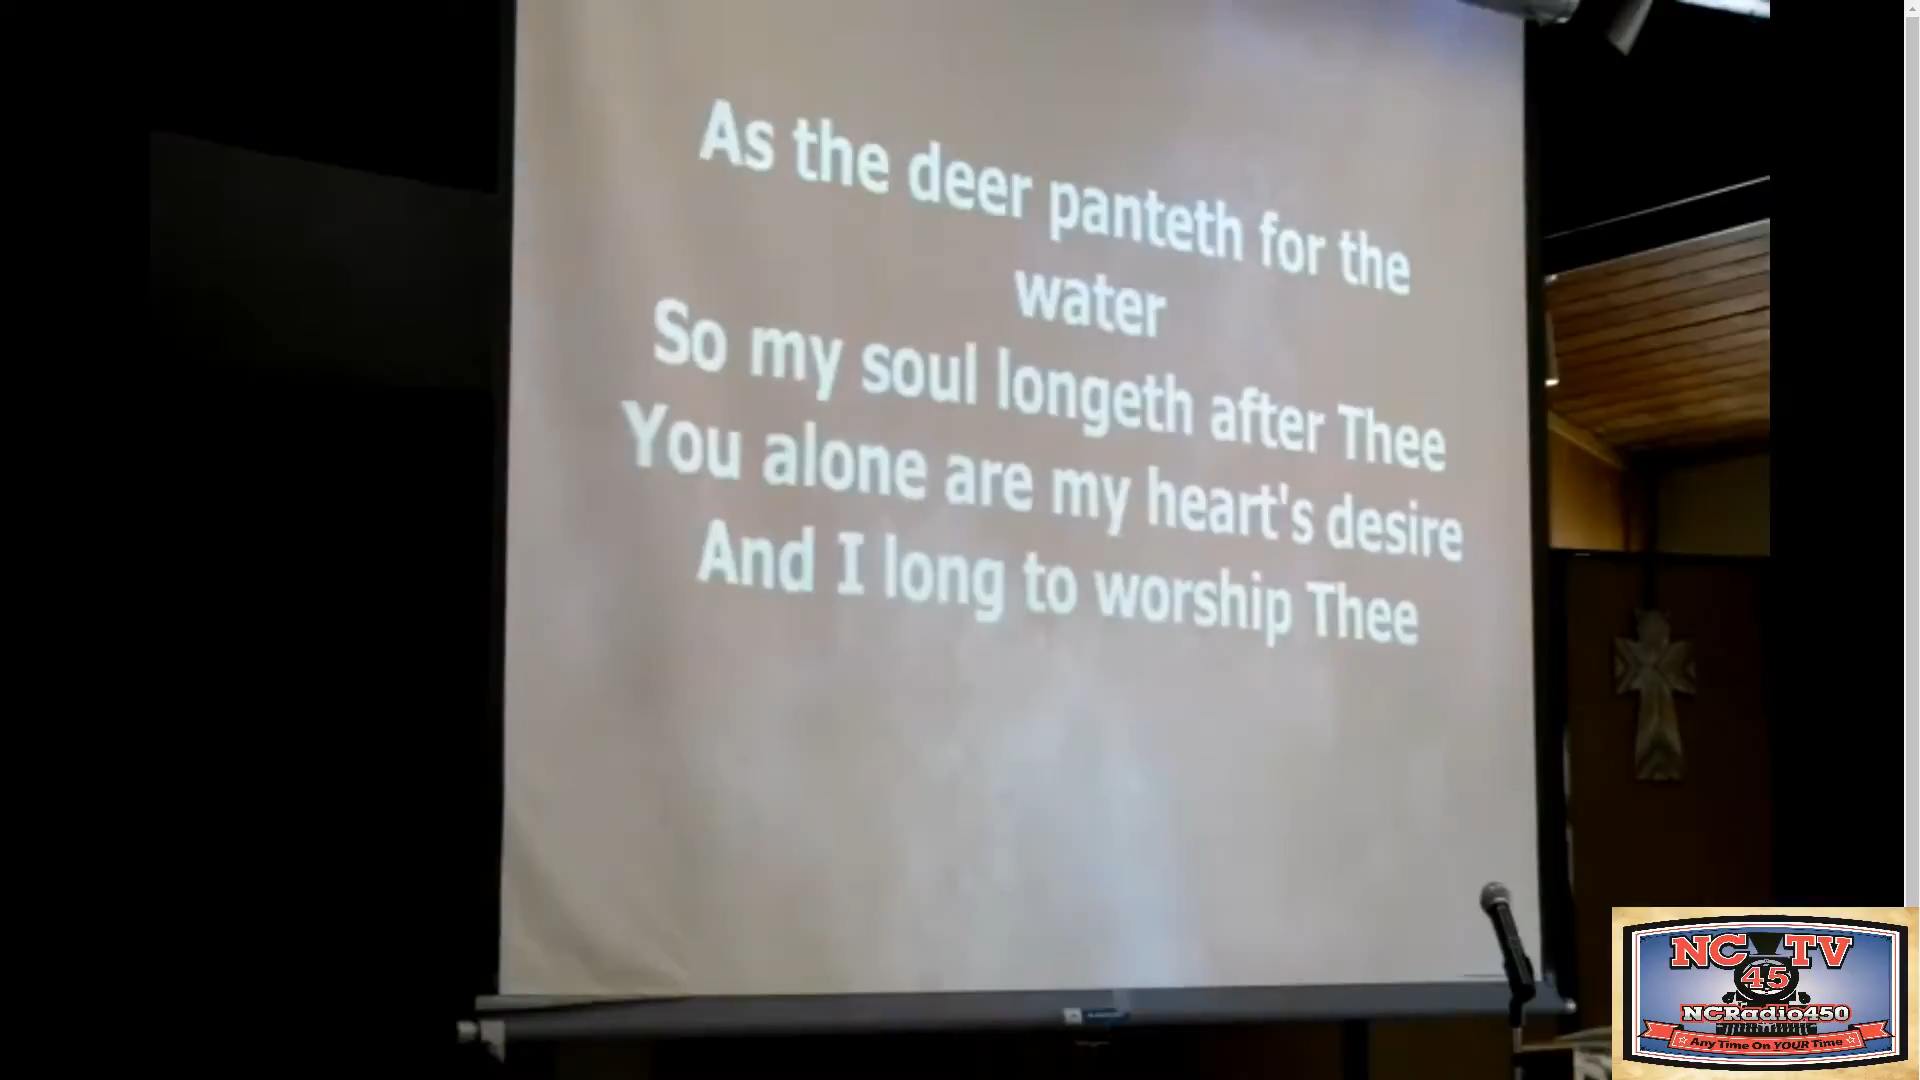 As the deer panteth for the
water
So my soul longeth after Thee
You alone are my heart's desire
And I long to worship Thee
NC TV
45
NCRadio450
Any Time On YOUR Time